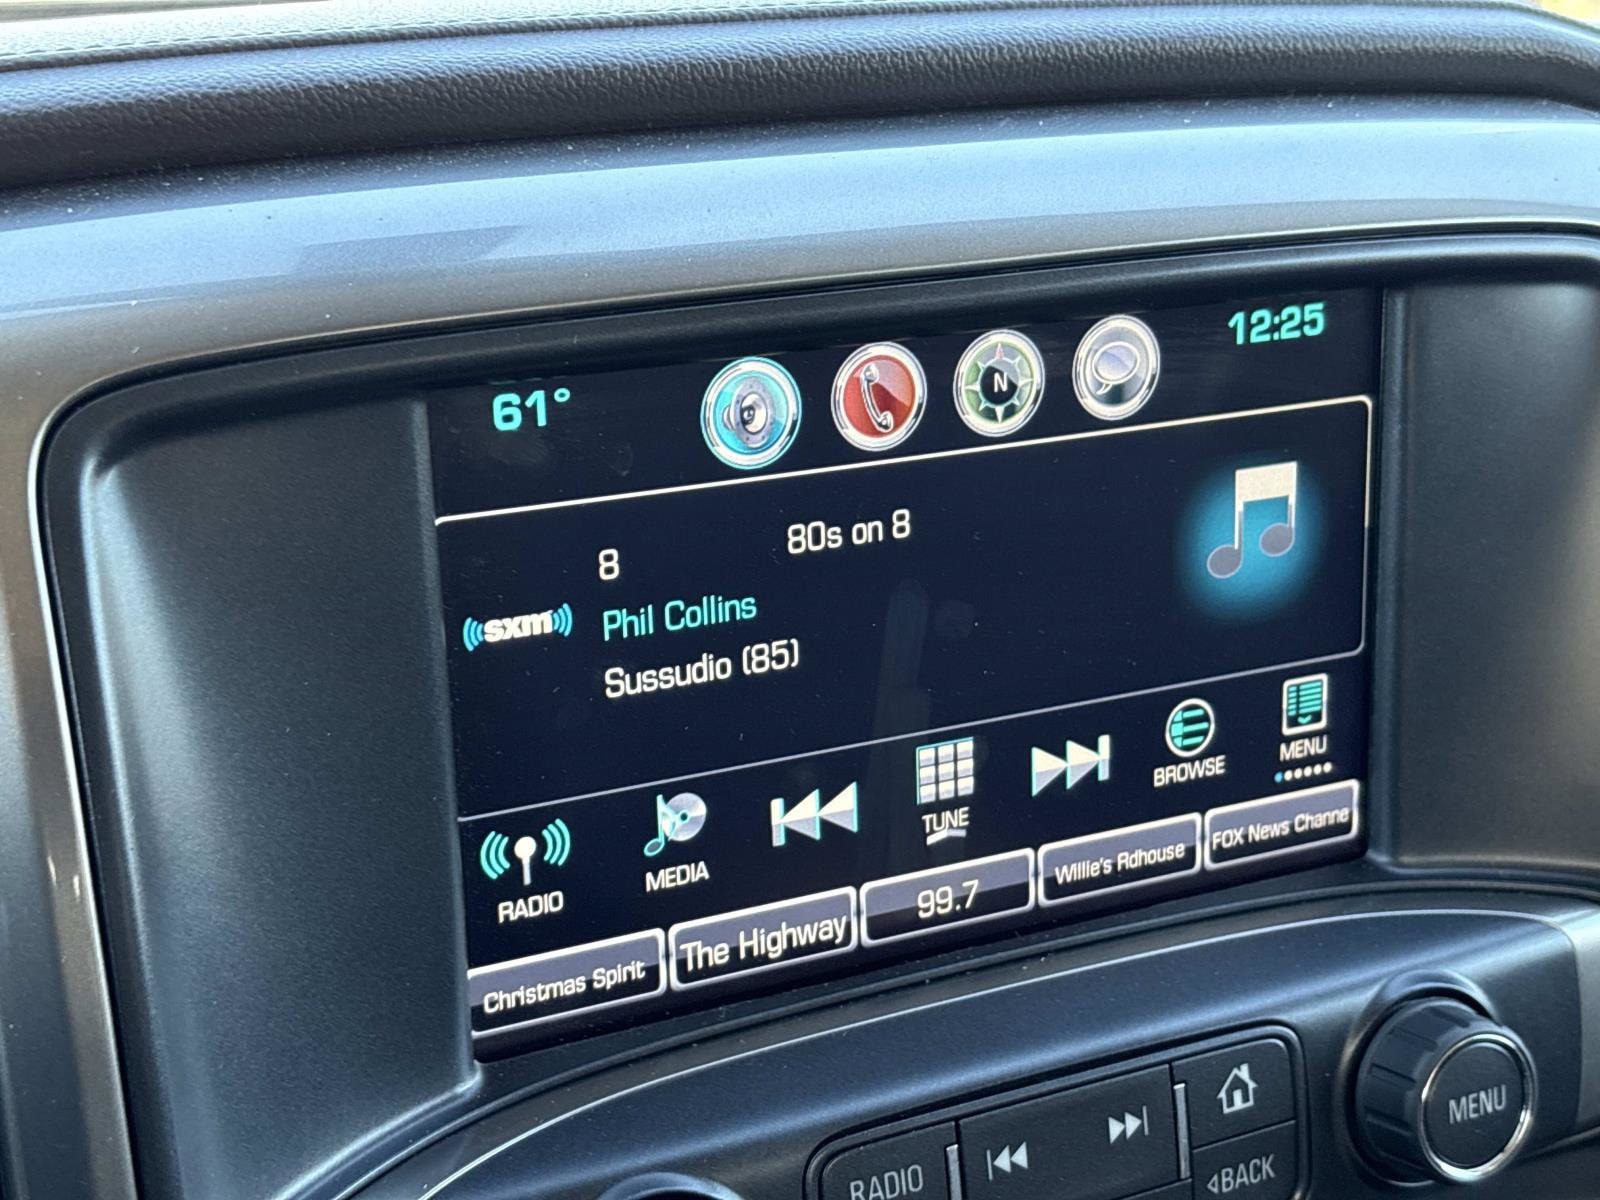 61°
N
12:25
8
80s on 8
sxm
Phil Collins
Sussudio (85)
RADIO
MEDIA
TUNE
BROWSE
MENU
Christmas Spirit
The Highway
99.7
Willie's Rdhouse
FOX News Channe
RADIO
BACK
MENU